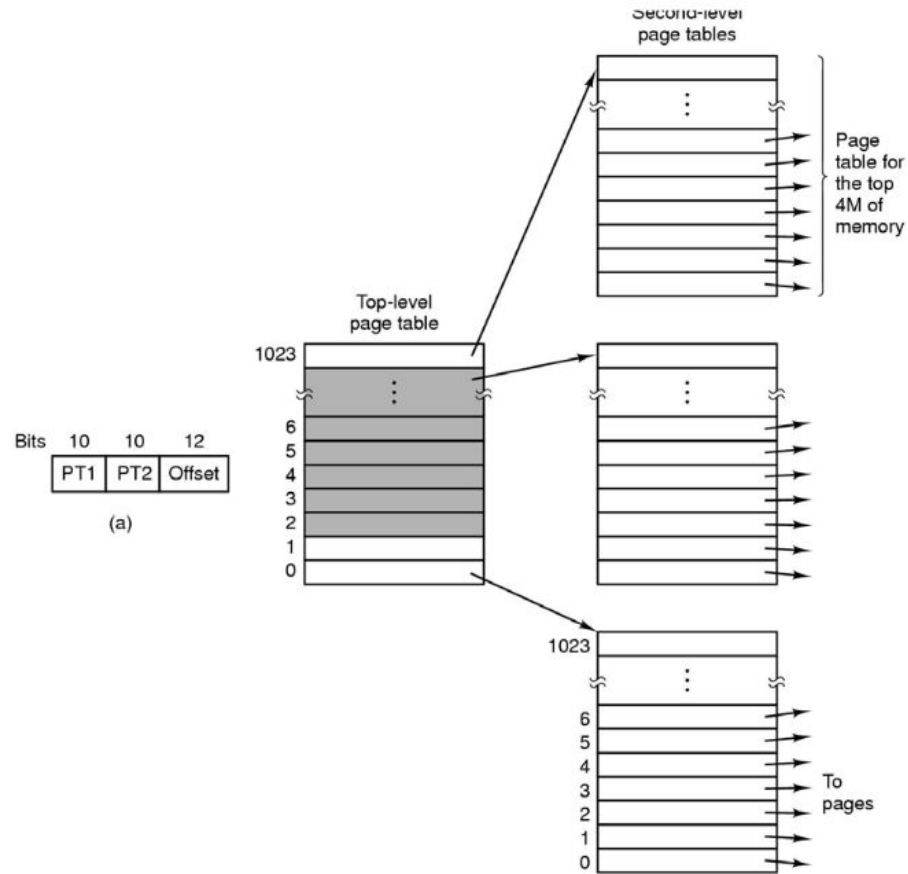 Second-level
page tables
Page
table for
the top
4M of
memory
Top-level
page table
1023
6
5
4
3
2
1
0
Bits 10 10 12
PT1 PT2 Offset
(a)
1023
6
5
4
3
2
1
0
To
pages